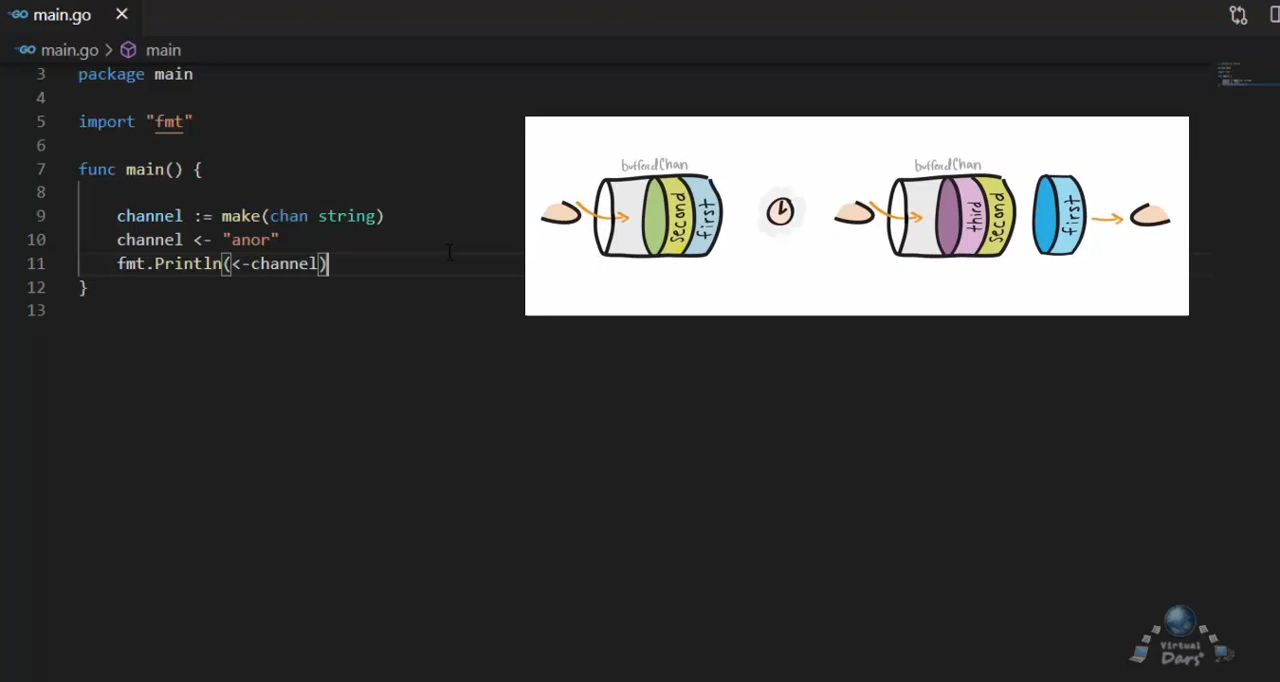 main.go
main.go > main
3 package main
4
5 import "fmt"
6
7 func main() {
8
9 channel := make(chan string)
10 channel <- "anor"
11 fmt.Println(<-channel)
12 }
13
bufferdChan
second
first
bufferdChan
third
second
first
Virtual
Dars